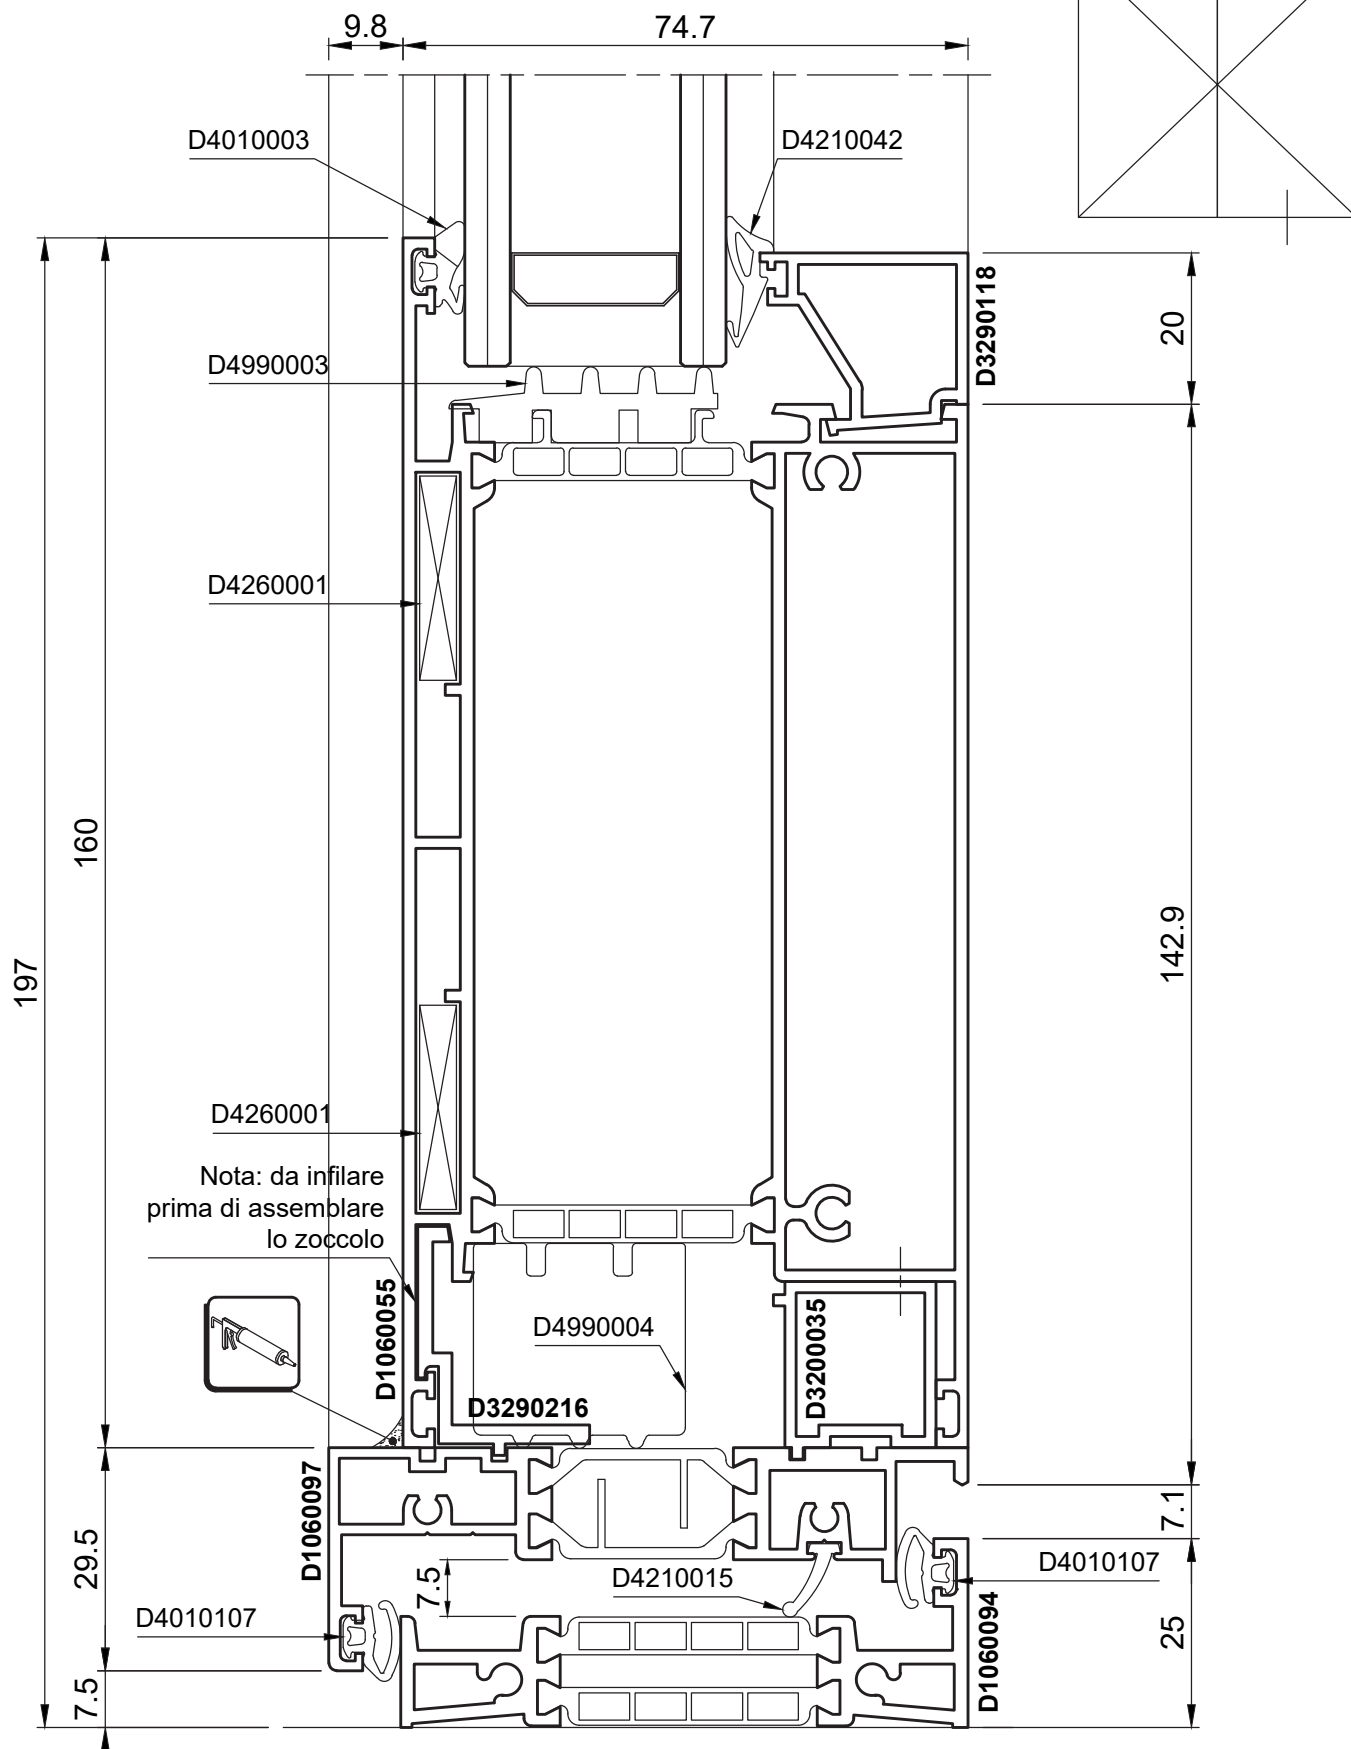 9.8
74.7
D4010003
D4210042
D3290118
20
D4990003
D4260001
160
142.9
197
D4260001
Nota: da infilare
prima di assemblare
lo zoccolo
D1060055
D4990004
D3200035
D3290216
D1060097
29.5
7.1
7.5
D4210015
D4010107
D4010107
D1060094
25
7.5